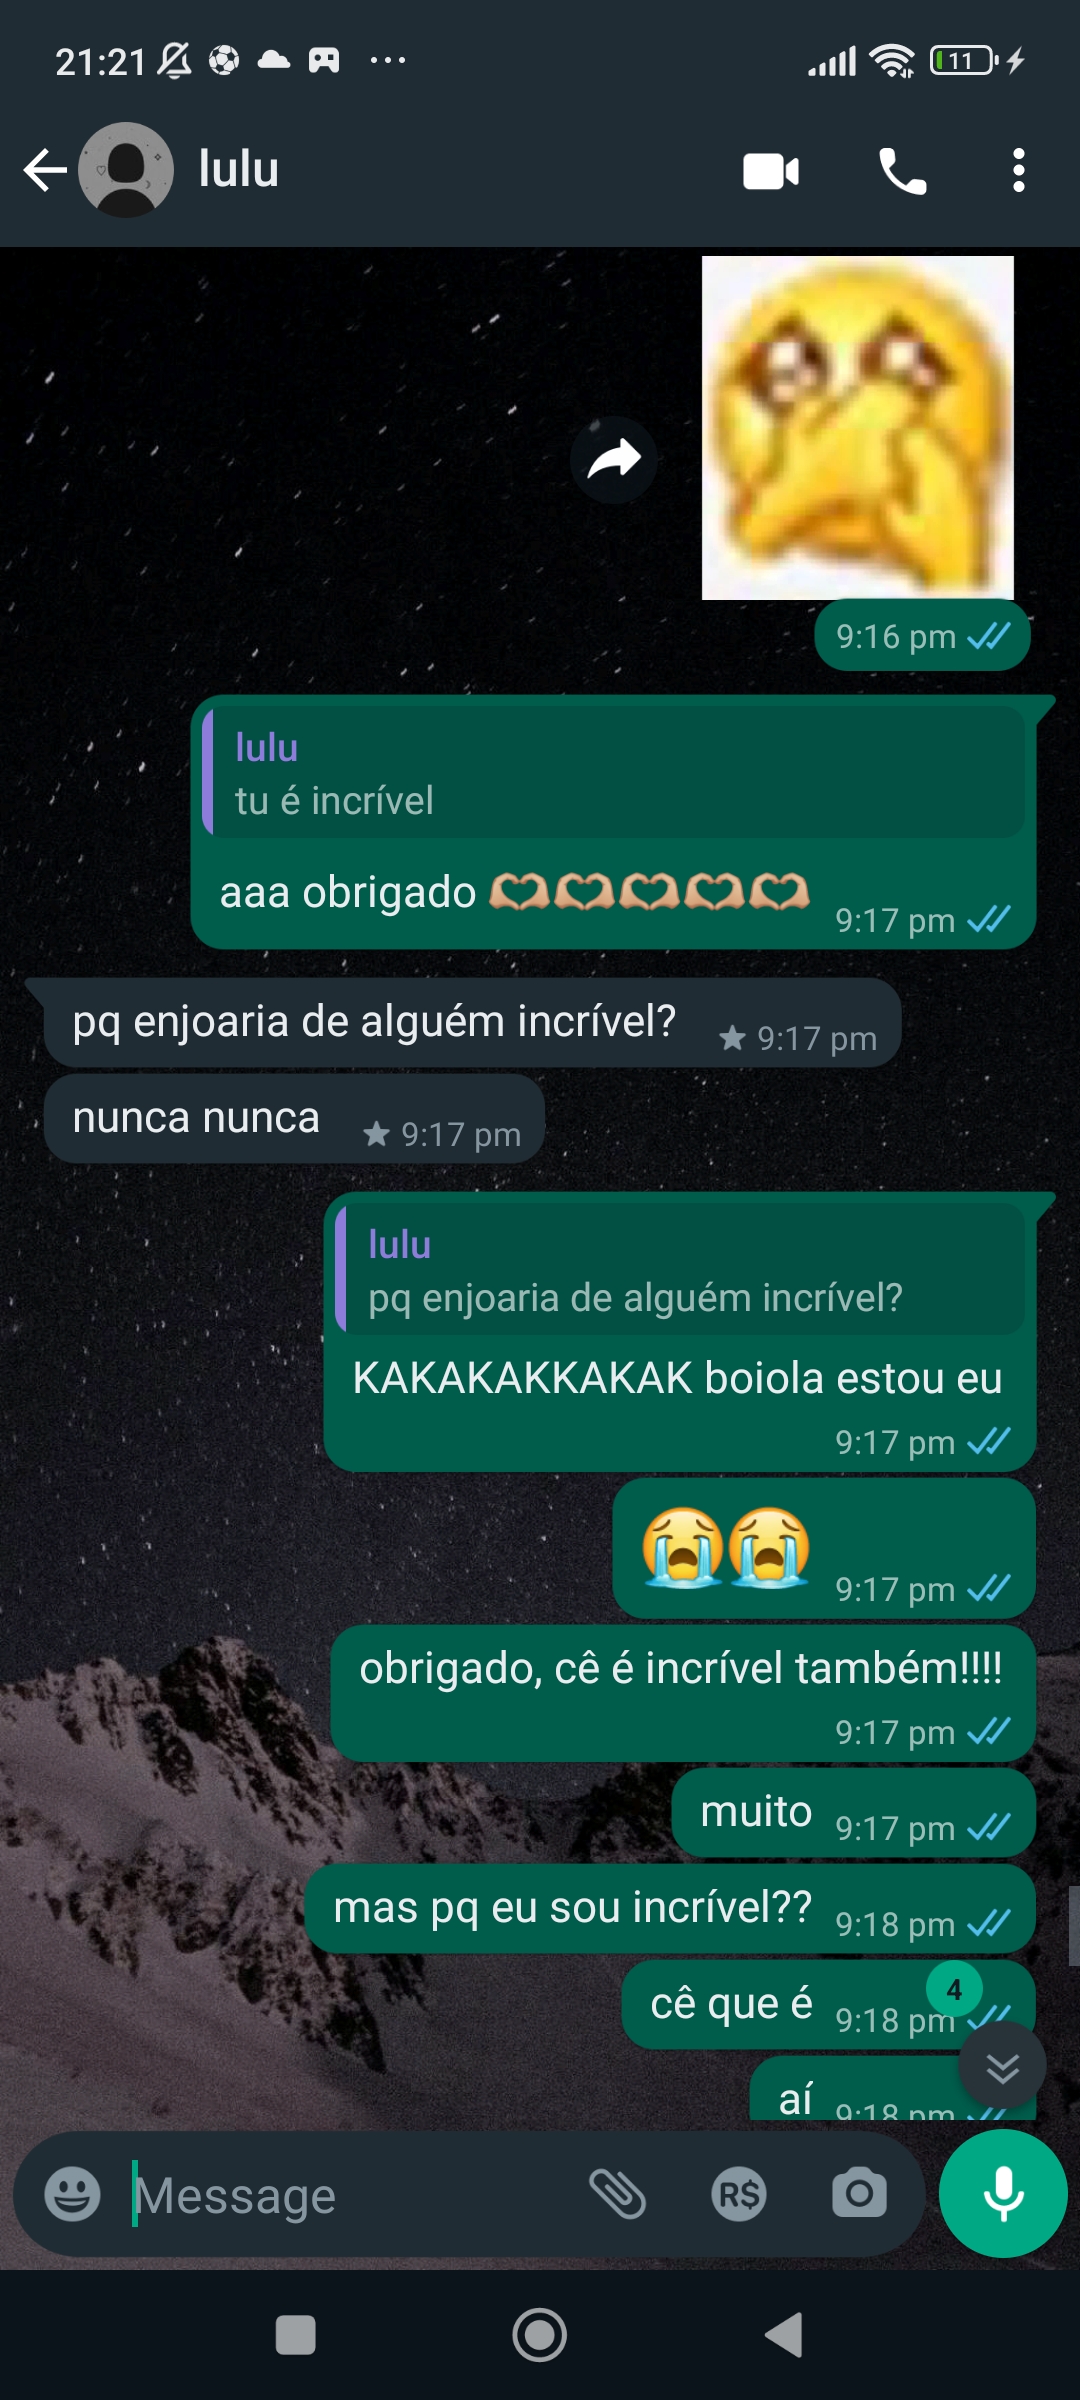 21:21
11
lulu
9:16 pm
lulu
tu é incrível
aaa obrigado 🫶🏼🫶🏼🫶🏼🫶🏼🫶🏼
9:17 pm
pq enjoaria de alguém incrível?
9:17 pm
nunca nunca
9:17 pm
lulu
pq enjoaria de alguém incrível?
KAKAKAKKAKAK boiola estou eu
9:17 pm
😭😭
9:17 pm
obrigado, cê é incrível também!!!!
9:17 pm
muito
9:17 pm
mas pq eu sou incrível??
9:18 pm
cê que é
9:18 pm
4
aí
9:18 pm
Message
R$